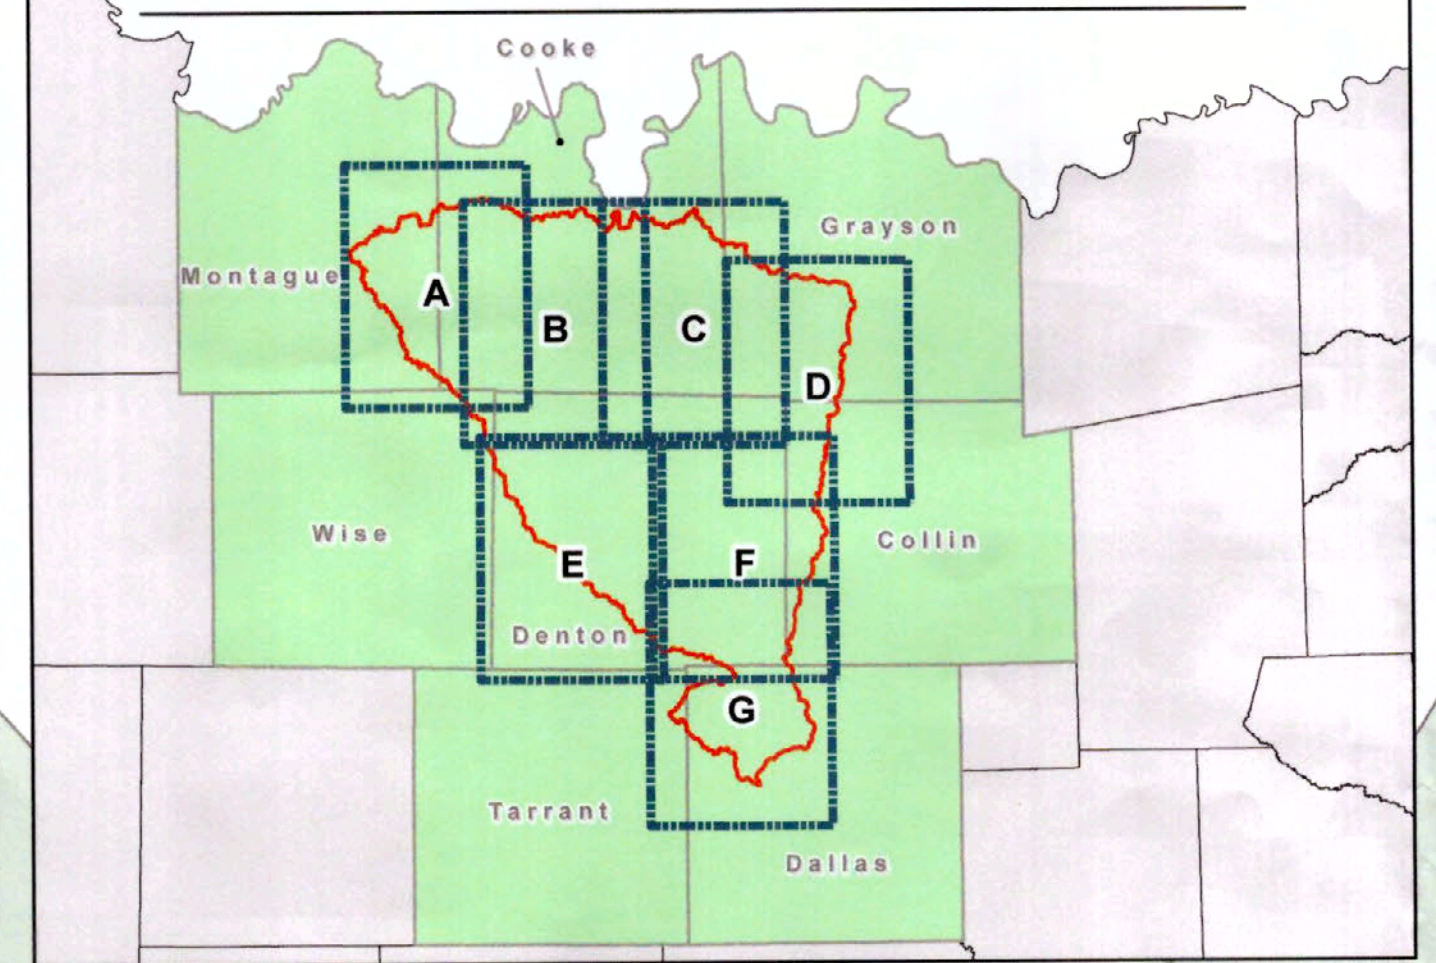 Cooke
Grayson
Montague
A
B
C
D
Wise
Collin
E
F
Denton
G
Tarrant
Dallas